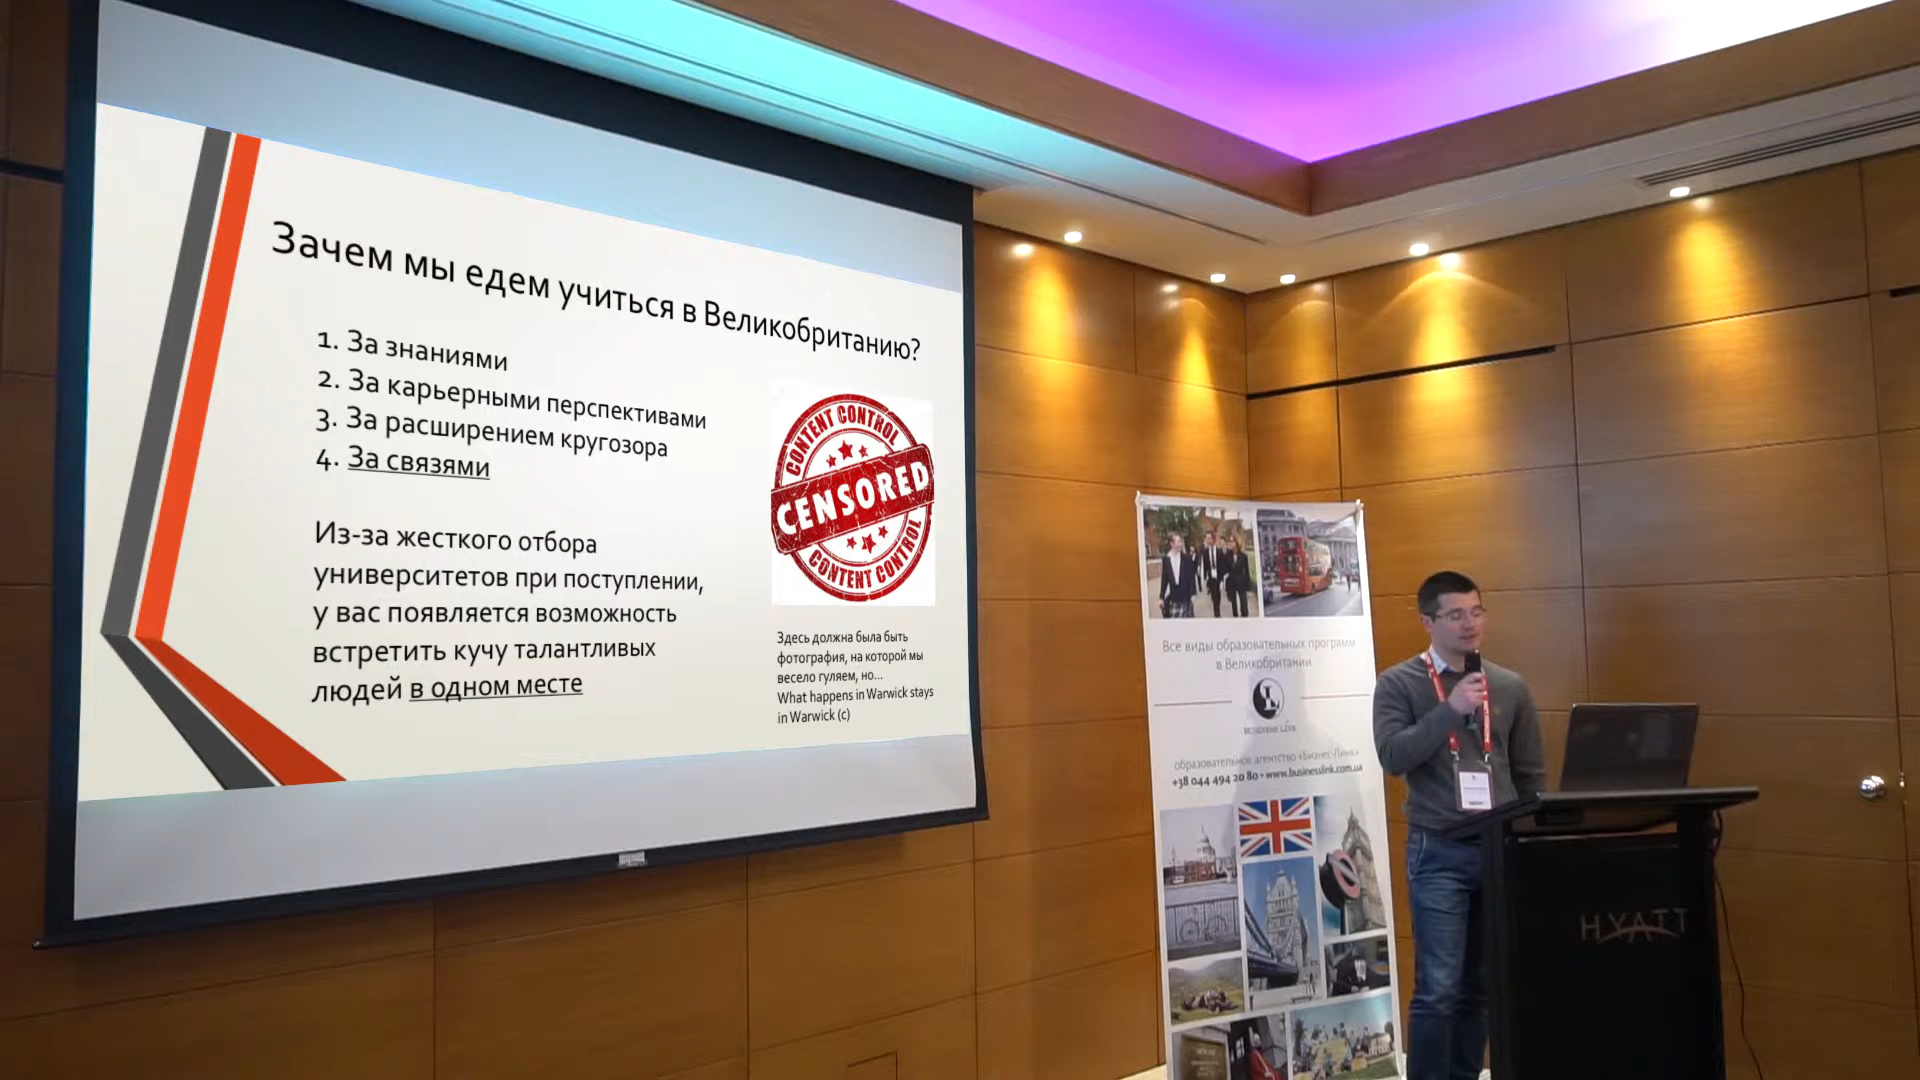 Зачем мы едем учиться в Великобританию?
1. За знаниями
2. За карьерными перспективами
3. За расширением кругозора
4. За связями
Из-за жесткого отбора
университетов при поступлении,
у вас появляется возможность
встретить кучу талантливых
людей в одном месте
CONTENT CONTROL
CENSORED
CONTENT CONTROL
Здесь должна была быть
фотография, на которой мы
весело гуляем, но...
What happens in Warwick stays
in Warwick (c)
Все виды образовательных программ
в Великобритании
BUSINESS LINK
образовательное агентство «Бизнес-Линк»
+38 044 494 20 80 • www.businesslink.com.ua
HYATT